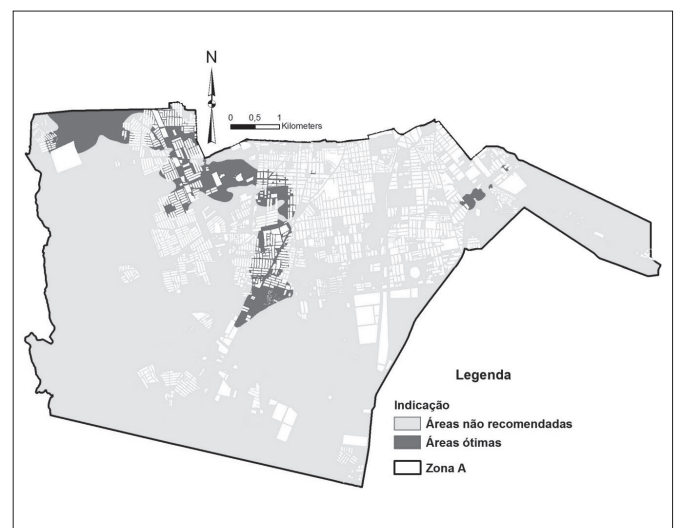 N
0 0,5 1
Kilometers
Legenda
Indicação
Áreas não recomendadas
Áreas ótimas
Zona A